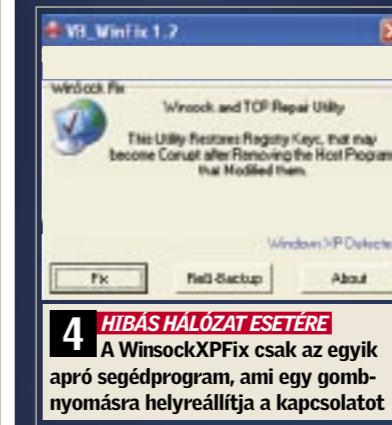 VB_WinFix 1.2
WinSock Fix
Winsock and TCP Repair Utility
This Utility Restores Registry Keys, that may
become Corrupt after Removing the Host Program
that Modified them.
Windows XP Detected
Fix
ReG-Backup
About
4 HIBÁS HÁLÓZAT ESETÉRE
A WinsockXPFix csak az egyik
apró segédprogram, ami egy gomb-
nyomásra helyreállítja a kapcsolatot